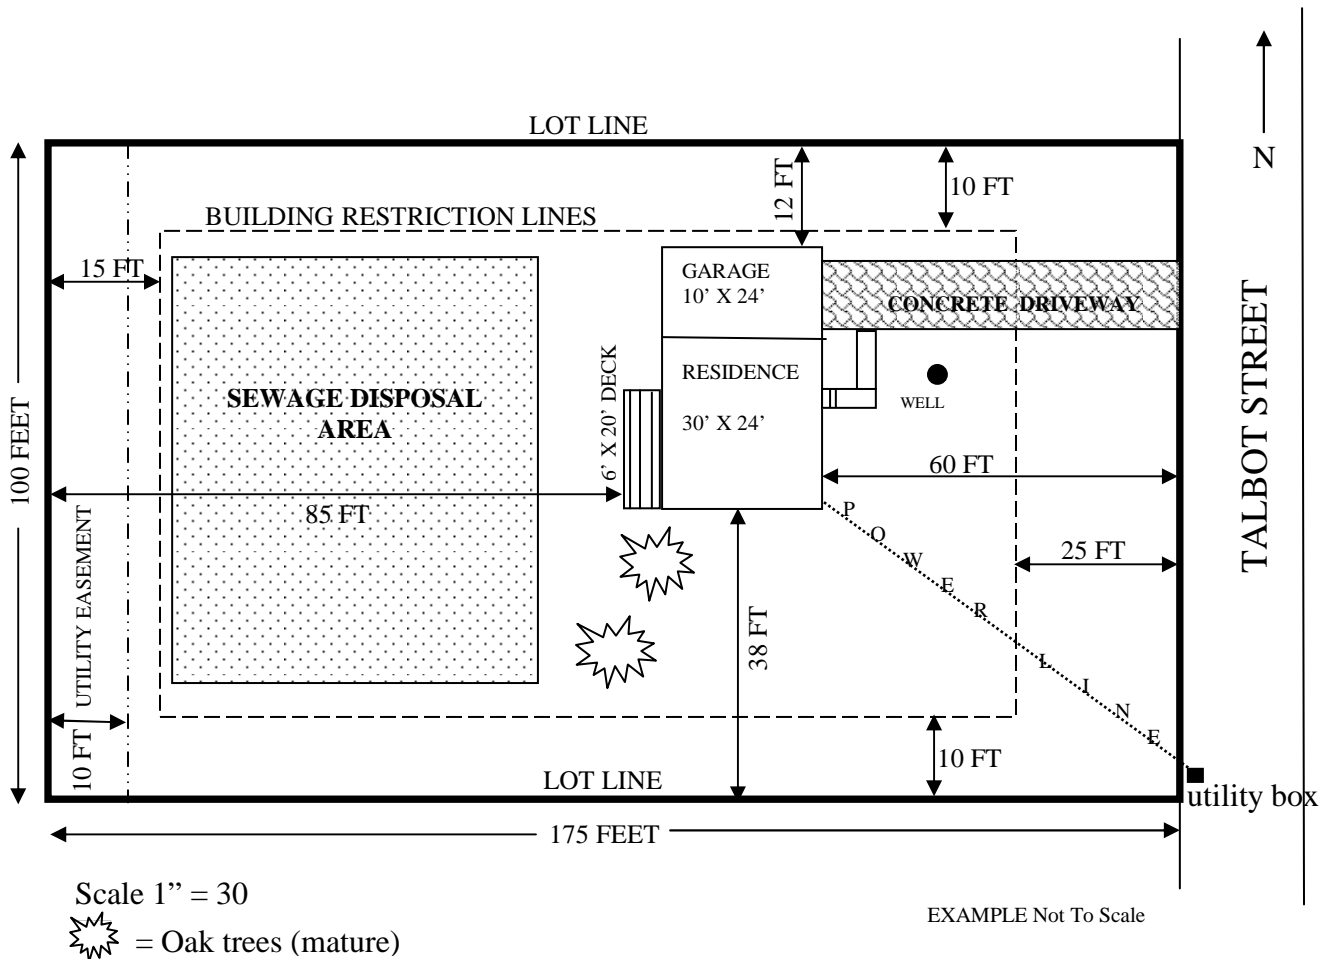 LOT LINE
N
12 FT
10 FT
BUILDING RESTRICTION LINES
15 FT
GARAGE
10’ X 24’
CONCRETE DRIVEWAY
TALBOT STREET
100 FEET
SEWAGE DISPOSAL
AREA
6’ X 20’ DECK
RESIDENCE
30’ X 24’
WELL
60 FT
85 FT
POWER LINE
25 FT
UTILITY EASEMENT
38 FT
10 FT
10 FT
LOT LINE
utility box
175 FEET
Scale 1” = 30
EXAMPLE Not To Scale
= Oak trees (mature)